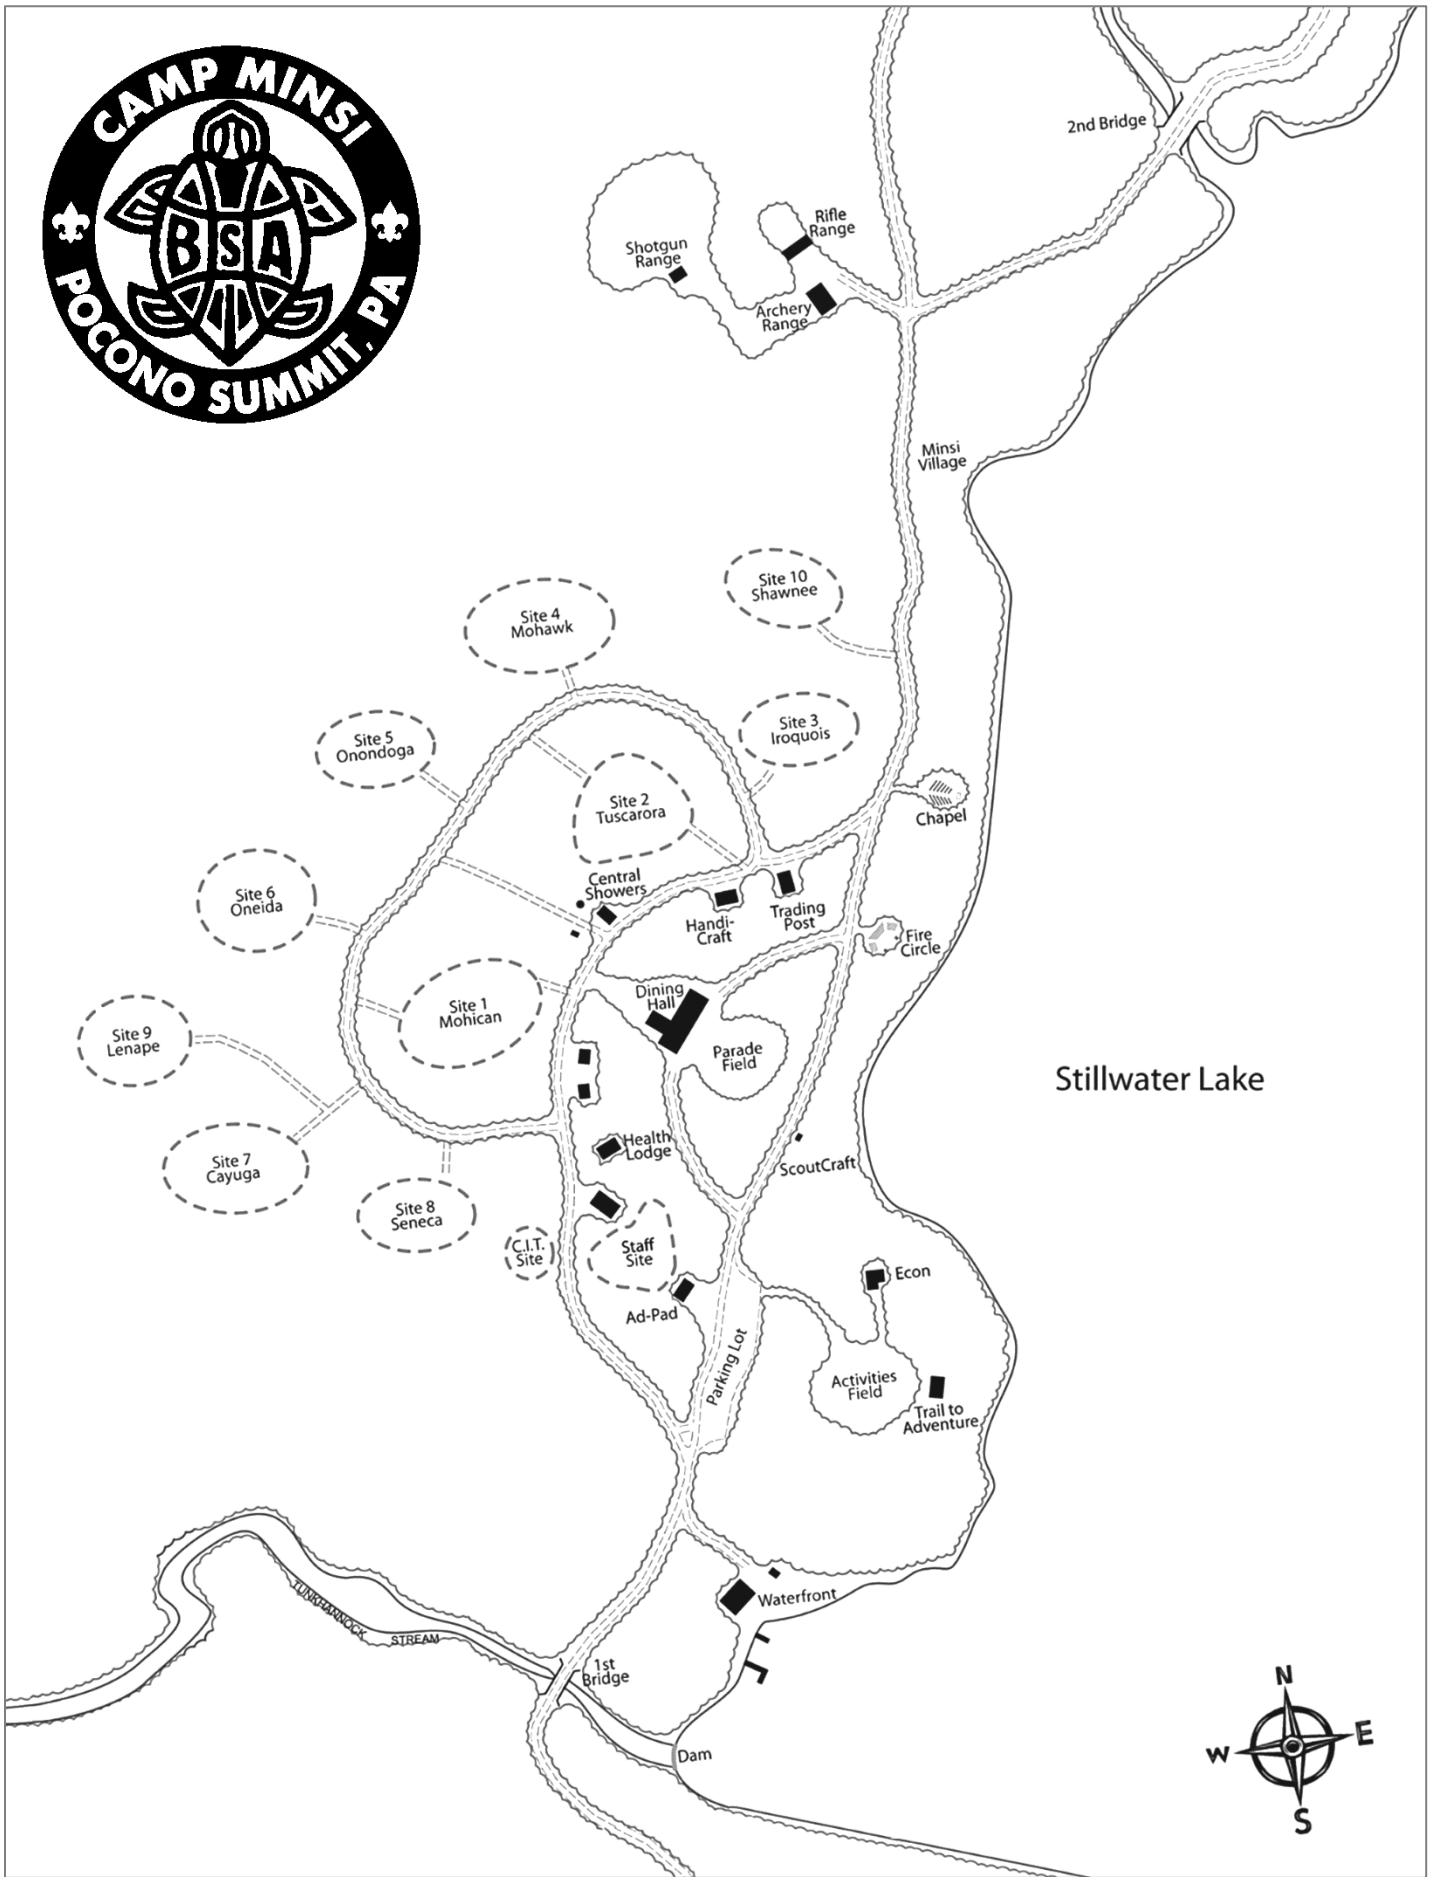 CAMP MINSI
BSA
POCONO SUMMIT, PA
2nd Bridge
Rifle
Range
Shotgun
Range
Archery
Range
Minsi
Village
Site 10
Shawnee
Site 4
Mohawk
Site 3
Iroquois
Site 5
Onondoga
Site 2
Tuscarora
Chapel
Central
Showers
Site 6
Oneida
Handi-
Craft
Trading
Post
Fire
Circle
Dining
Hall
Site 1
Mohican
Site 9
Lenape
Parade
Field
Stillwater Lake
Health
Lodge
ScoutCraft
Site 7
Cayuga
Site 8
Seneca
C.I.T.
Site
Staff
Site
Econ
Ad-Pad
Parking Lot
Activities
Field
Trail to
Adventure
Waterfront
TUNKHANNOCK
STREAM
1st
Bridge
Dam
N
W
E
S